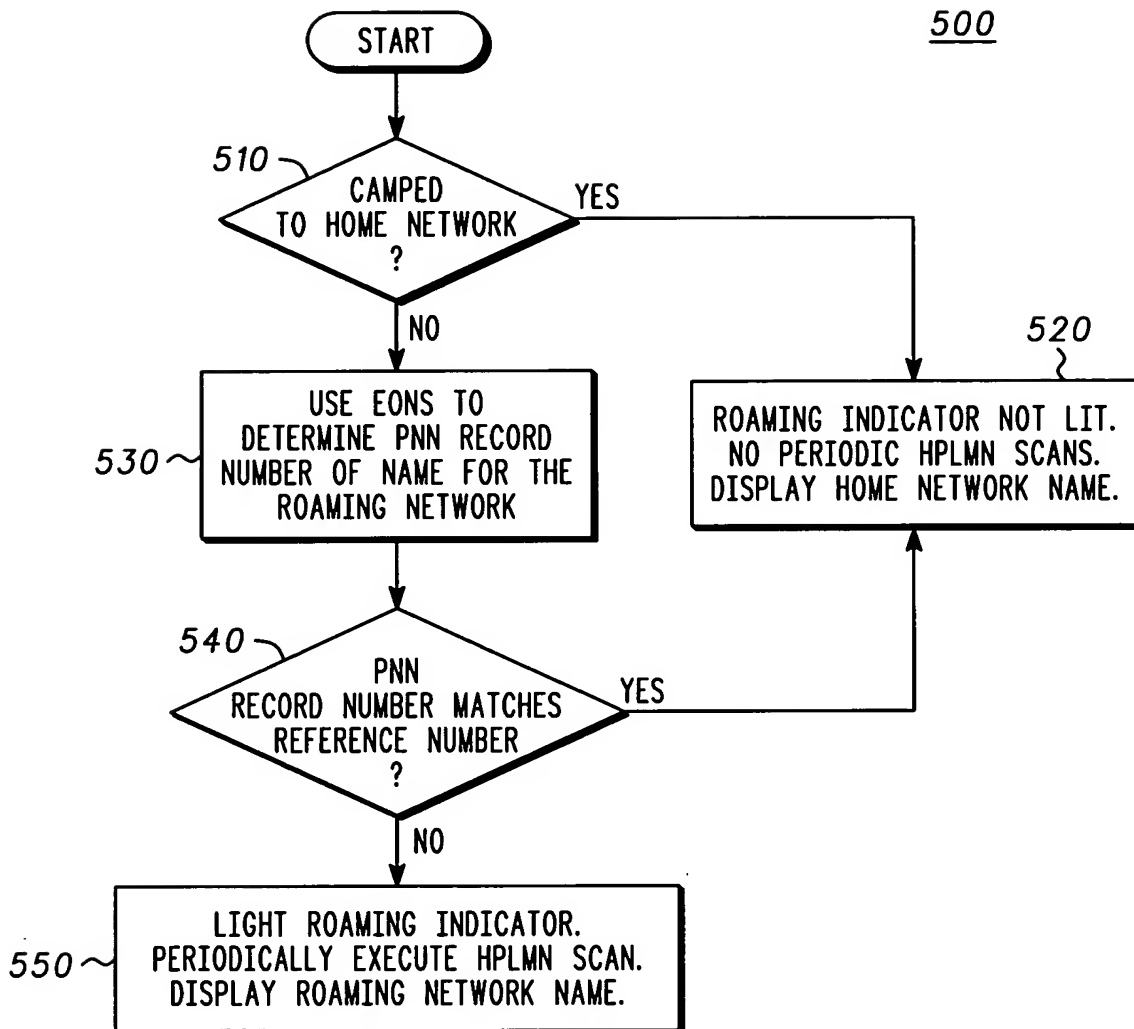 500
START
510
CAMPED
TO HOME NETWORK
?
YES
NO
520
ROAMING INDICATOR NOT LIT.
NO PERIODIC HPLMN SCANS.
DISPLAY HOME NETWORK NAME.
530
USE EONS TO
DETERMINE PNN RECORD
NUMBER OF NAME FOR THE
ROAMING NETWORK
540
PNN
RECORD NUMBER MATCHES
REFERENCE NUMBER
?
YES
NO
550
LIGHT ROAMING INDICATOR.
PERIODICALLY EXECUTE HPLMN SCAN.
DISPLAY ROAMING NETWORK NAME.